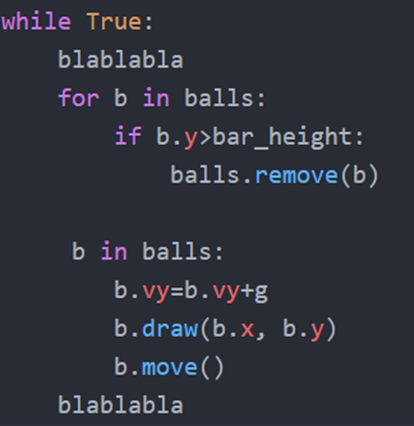 while True:
    blablabla
    for b in balls:
        if b.y>bar_height:
            balls.remove(b)

     b in balls:
        b.vy=b.vy+g
        b.draw(b.x, b.y)
        b.move()
    blablabla